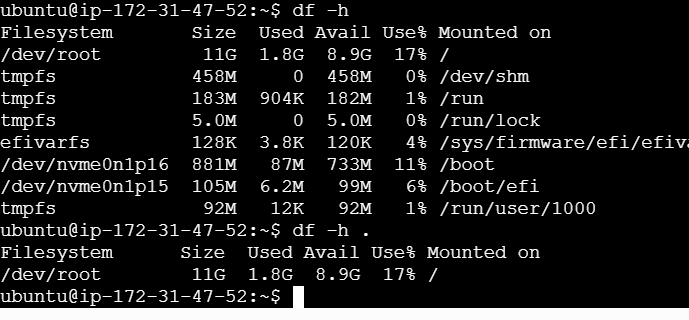 ubuntu@ip-172-31-47-52:~$ df -h
Filesystem       Size  Used Avail Use% Mounted on
/dev/root         11G  1.8G  8.9G  17% /
tmpfs            458M     0  458M   0% /dev/shm
tmpfs            183M  904K  182M   1% /run
tmpfs            5.0M     0  5.0M   0% /run/lock
efivarfs         128K  3.8K  120K   4% /sys/firmware/efi/efiva
/dev/nvme0n1p16  881M   87M  733M  11% /boot
/dev/nvme0n1p15  105M  6.2M   99M   6% /boot/efi
tmpfs             92M   12K   92M   1% /run/user/1000
ubuntu@ip-172-31-47-52:~$ df -h .
Filesystem      Size  Used Avail Use% Mounted on
/dev/root        11G  1.8G  8.9G  17% /
ubuntu@ip-172-31-47-52:~$